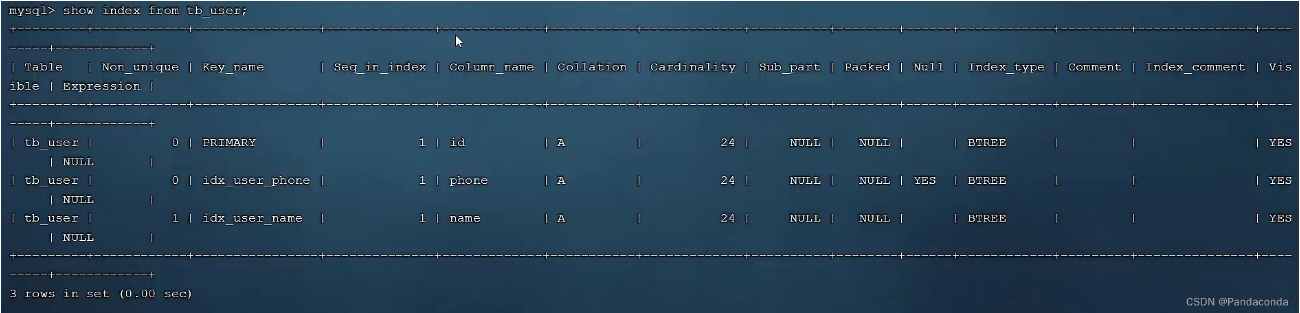 mysql> show index from tb_user;
+---------+------------+----------------+--------------+-------------+-----------+-------------+----------+--------+------+------------+---------+---------------+----
-----+------------+
| Table   | Non_unique | Key_name       | Seq_in_index | Column_name | Collation | Cardinality | Sub_part | Packed | Null | Index_type | Comment | Index_comment | Vis
ible | Expression |
+---------+------------+----------------+--------------+-------------+-----------+-------------+----------+--------+------+------------+---------+---------------+----
-----+------------+
| tb_user |          0 | PRIMARY        |            1 | id          | A         |          24 |     NULL |   NULL |      | BTREE      |         |               | YES
     | NULL       |
| tb_user |          0 | idx_user_phone |            1 | phone       | A         |          24 |     NULL |   NULL | YES  | BTREE      |         |               | YES
     | NULL       |
| tb_user |          1 | idx_user_name  |            1 | name        | A         |          24 |     NULL |   NULL |      | BTREE      |         |               | YES
     | NULL       |
+---------+------------+----------------+--------------+-------------+-----------+-------------+----------+--------+------+------------+---------+---------------+----
-----+------------+
3 rows in set (0.00 sec)
CSDN @Pandaconda